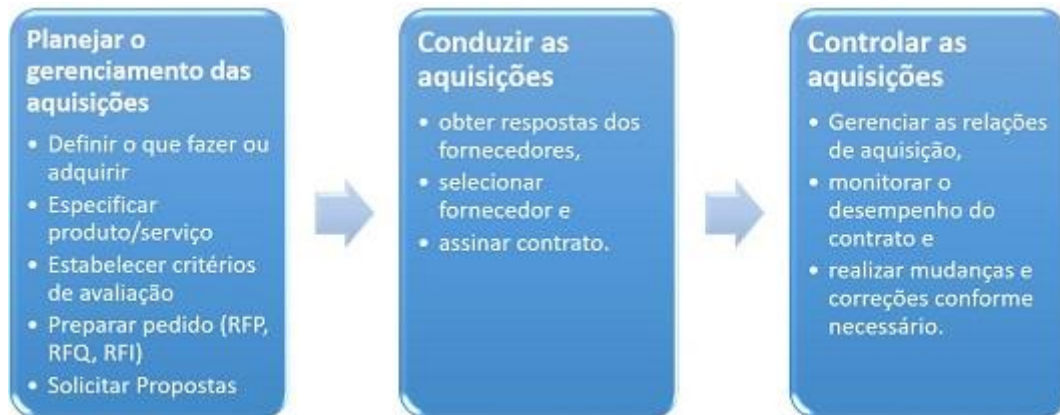 Planejar o
gerenciamento das
aquisições
• Definir o que fazer ou
adquirir
• Especificar
produto/serviço
• Estabelecer critérios
de avaliação
• Preparar pedido (RFP,
RFQ, RFI)
• Solicitar Propostas
Conduzir as
aquisições
• obter respostas dos
fornecedores,
• selecionar
fornecedor e
• assinar contrato.
Controlar as
aquisições
• Gerenciar as relações
de aquisição,
• monitorar o
desempenho do
contrato e
• realizar mudanças e
correções conforme
necessário.